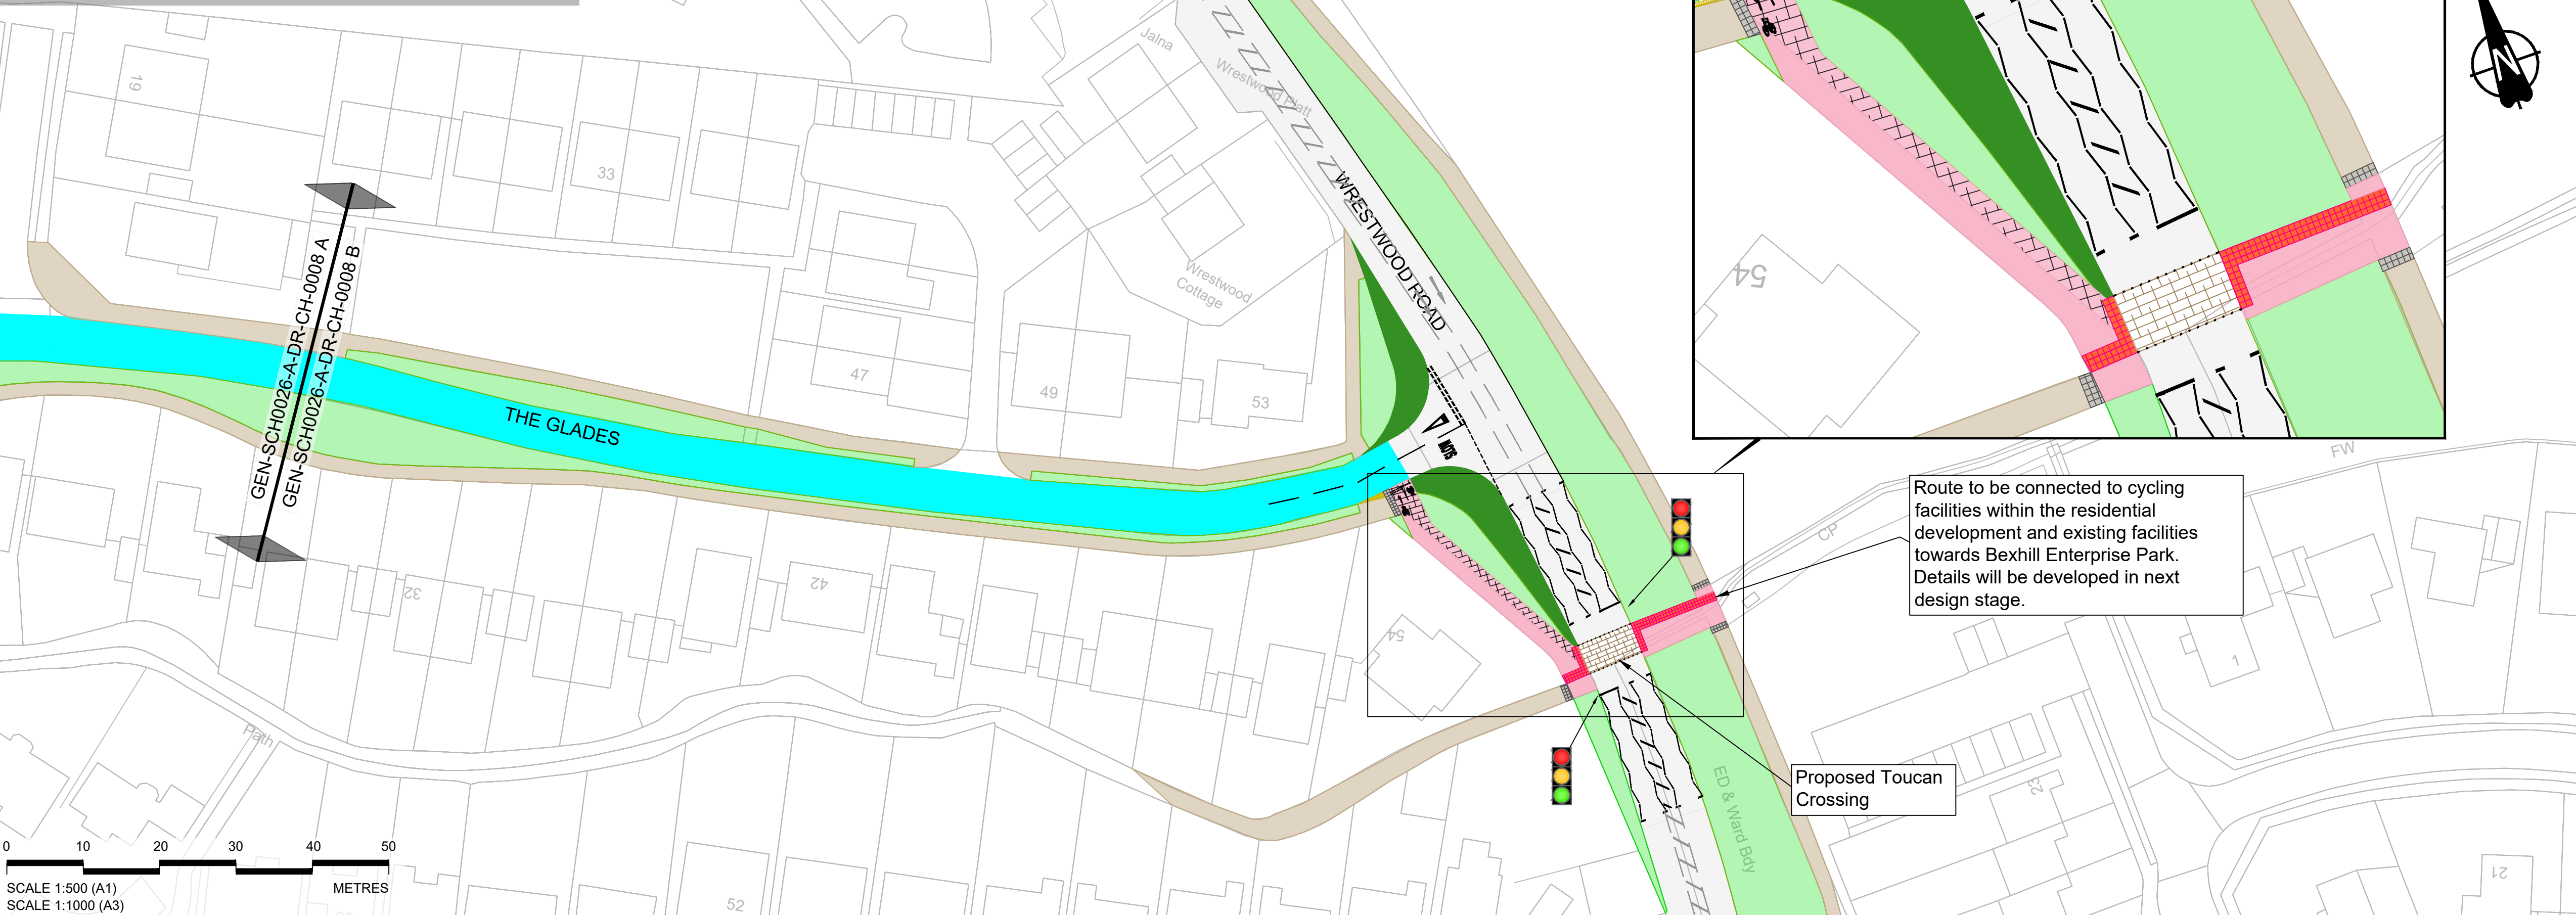 19
33
Jalna
Wrestwood Platt
N
WRESTWOOD ROAD
Wrestwood
Cottage
GEN-SCH0026-A-DR-CH-0008 A
GEN-SCH0026-A-DR-CH-0008 B
THE GLADES
47
49
53
SLOW
54
54
FW
CP
Route to be connected to cycling
facilities within the residential
development and existing facilities
towards Bexhill Enterprise Park.
Details will be developed in next
design stage.
32
42
1
Path
Proposed Toucan
Crossing
ED & Ward Bdy
23
21
52
0 10 20 30 40 50
SCALE 1:500 (A1)
METRES
SCALE 1:1000 (A3)